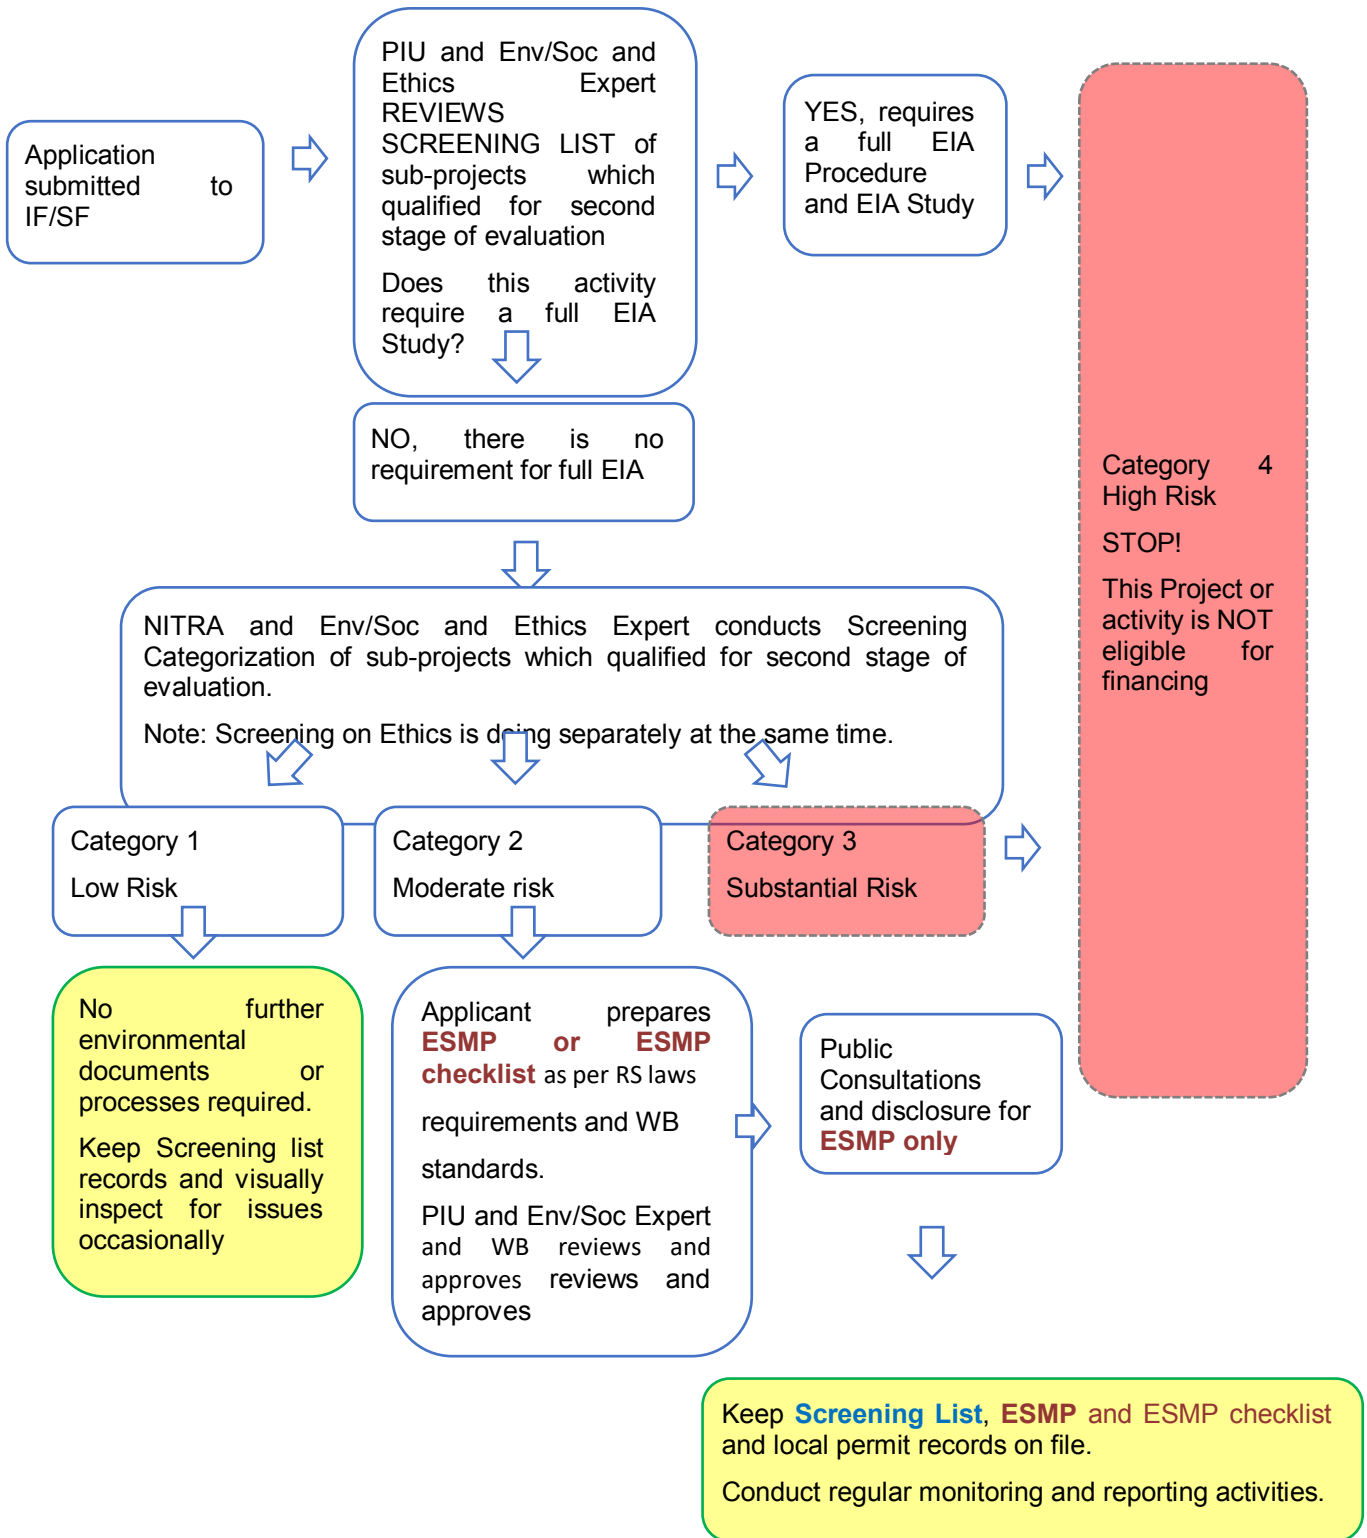 Application
submitted to
IF/SF
PIU and Env/Soc and
Ethics Expert
REVIEWS
SCREENING LIST of
sub-projects which
qualified for second
stage of evaluation
Does this activity
require a full EIA
Study?
YES, requires
a full EIA
Procedure
and EIA Study
Category 4
High Risk
STOP!
This Project or
activity is NOT
eligible for
financing
NO, there is no
requirement for full EIA
NITRA and Env/Soc and Ethics Expert conducts Screening
Categorization of sub-projects which qualified for second stage of
evaluation.
Note: Screening on Ethics is doing separately at the same time.
Category 1
Low Risk
Category 2
Moderate risk
Category 3
Substantial Risk
No further
environmental
documents or
processes required.
Keep Screening list
records and visually
inspect for issues
occasionally
Applicant prepares
ESMP or ESMP
checklist as per RS laws
requirements and WB
standards.
PIU and Env/Soc Expert
and WB reviews and
approves reviews and
approves
Public
Consultations
and disclosure for
ESMP only
Keep Screening List, ESMP and ESMP checklist
and local permit records on file.
Conduct regular monitoring and reporting activities.